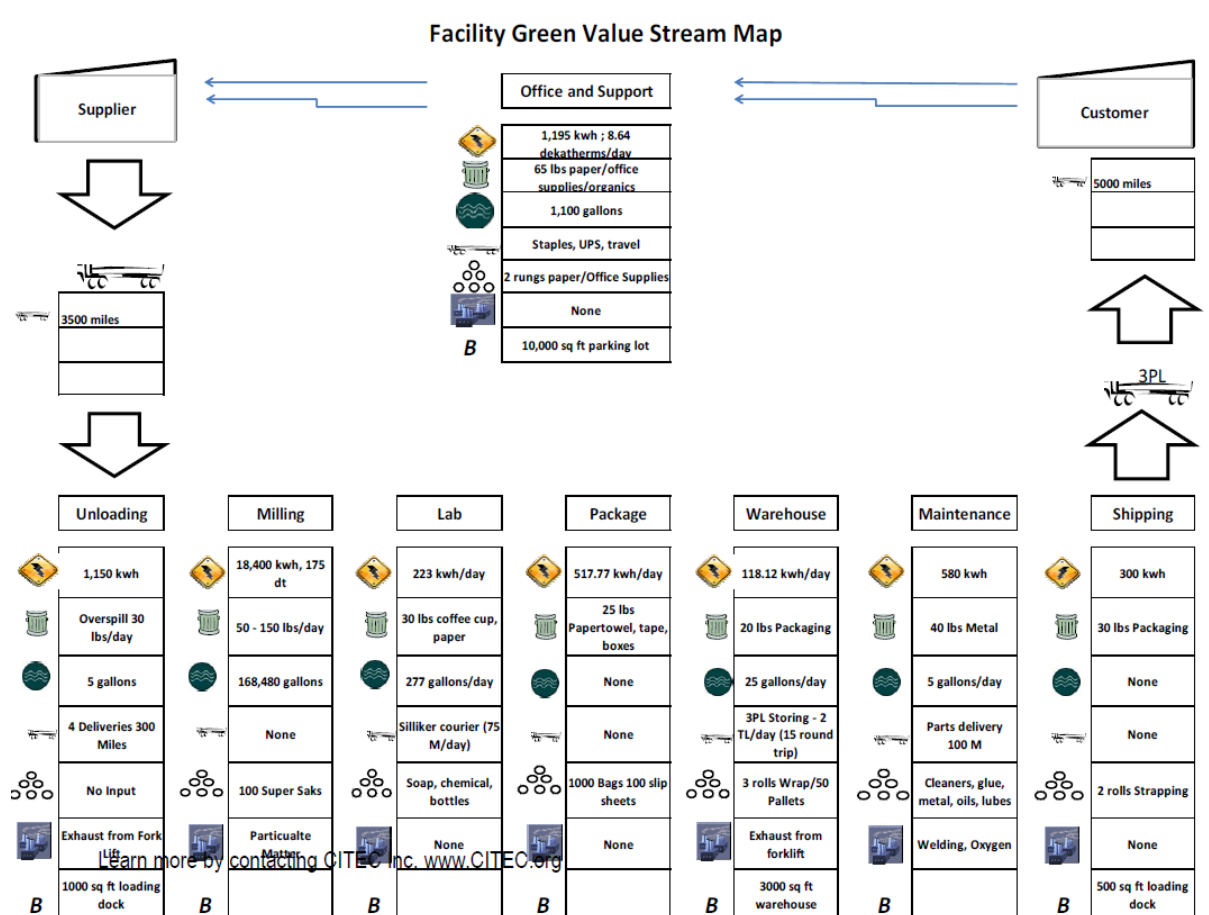 Facility Green Value Stream Map
Supplier
Office and Support
Customer
1,195 kwh ; 8.64
dekatherms/day
65 lbs paper/office
supplies/organics
1,100 gallons
Staples, UPS, travel
2 rungs paper/Office Supplies
None
B
10,000 sq ft parking lot
5000 miles
3500 miles
3PL
Unloading
Milling
Lab
Package
Warehouse
Maintenance
Shipping
1,150 kwh
18,400 kwh, 175
dt
223 kwh/day
517.77 kwh/day
118.12 kwh/day
580 kwh
300 kwh
Overspill 30
lbs/day
50 - 150 lbs/day
30 lbs coffee cup,
paper
25 lbs
Papertowel, tape,
boxes
20 lbs Packaging
40 lbs Metal
30 lbs Packaging
5 gallons
168,480 gallons
277 gallons/day
None
25 gallons/day
5 gallons/day
None
4 Deliveries 300
Miles
None
Silliker courier (75
M/day)
None
3PL Storing - 2
TL/day (15 round
trip)
Parts delivery
100 M
None
No Input
100 Super Saks
Soap, chemical,
bottles
1000 Bags 100 slip
sheets
3 rolls Wrap/50
Pallets
Cleaners, glue,
metal, oils, lubes
2 rolls Strapping
Exhaust from Fork
Lift
Particualte
Matter
None
None
Exhaust from
forklift
Welding, Oxygen
None
Learn more by contacting CITEC Inc. www.CITEC.org
B
1000 sq ft loading
dock
B
B
B
B
3000 sq ft
warehouse
B
B
500 sq ft loading
dock